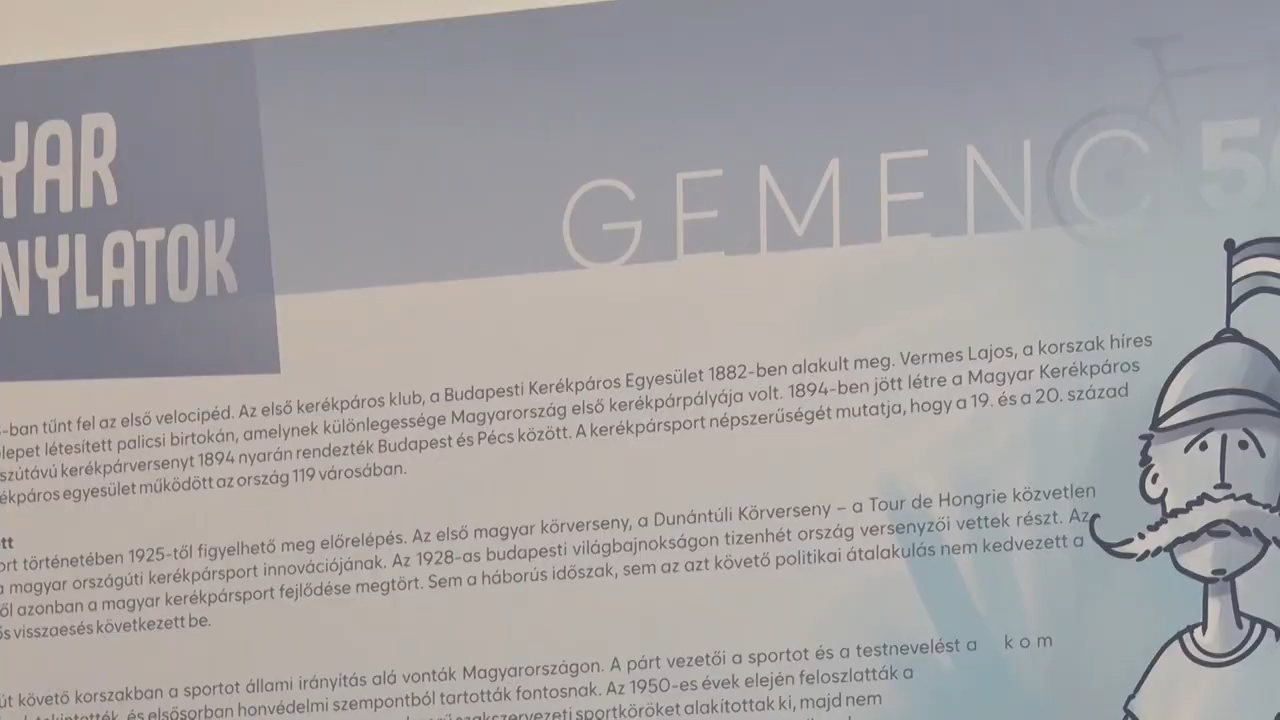 YAR
NYLATOK
GEMENC 50
-ban tűnt fel az első velocipéd. Az első kerékpáros klub, a Budapesti Kerékpáros Egyesület 1882-ben alakult meg. Vermes Lajos, a korszak híres
lepet létesített palicsi birtokán, amelynek különlegessége Magyarország első kerékpárpályája volt. 1894-ben jött létre a Magyar Kerékpáros
szútávú kerékpárversenyt 1894 nyarán rendezték Budapest és Pécs között. A kerékpársport népszerűségét mutatja, hogy a 19. és a 20. század
ékpáros egyesület működött az ország 119 városában.
tt
ort történetében 1925-től figyelhető meg előrelépés. Az első magyar körverseny, a Dunántúli Körverseny – a Tour de Hongrie közvetlen
a magyar országúti kerékpársport innovációjának. Az 1928-as budapesti világbajnokságon tizenhét ország versenyzői vettek részt. Az
ől azonban a magyar kerékpársport fejlődése megtört. Sem a háborús időszak, sem az azt követő politikai átalakulás nem kedvezett a
ős visszaesés következett be.
út követő korszakban a sportot állami irányítás alá vonták Magyarországon. A párt vezetői a sportot és a testnevelést a k o m
és elsősorban honvédelmi szempontból tartották fontosnak. Az 1950-es évek elején feloszlatták a
szakszervezeti sportköröket alakítottak ki, majd nem